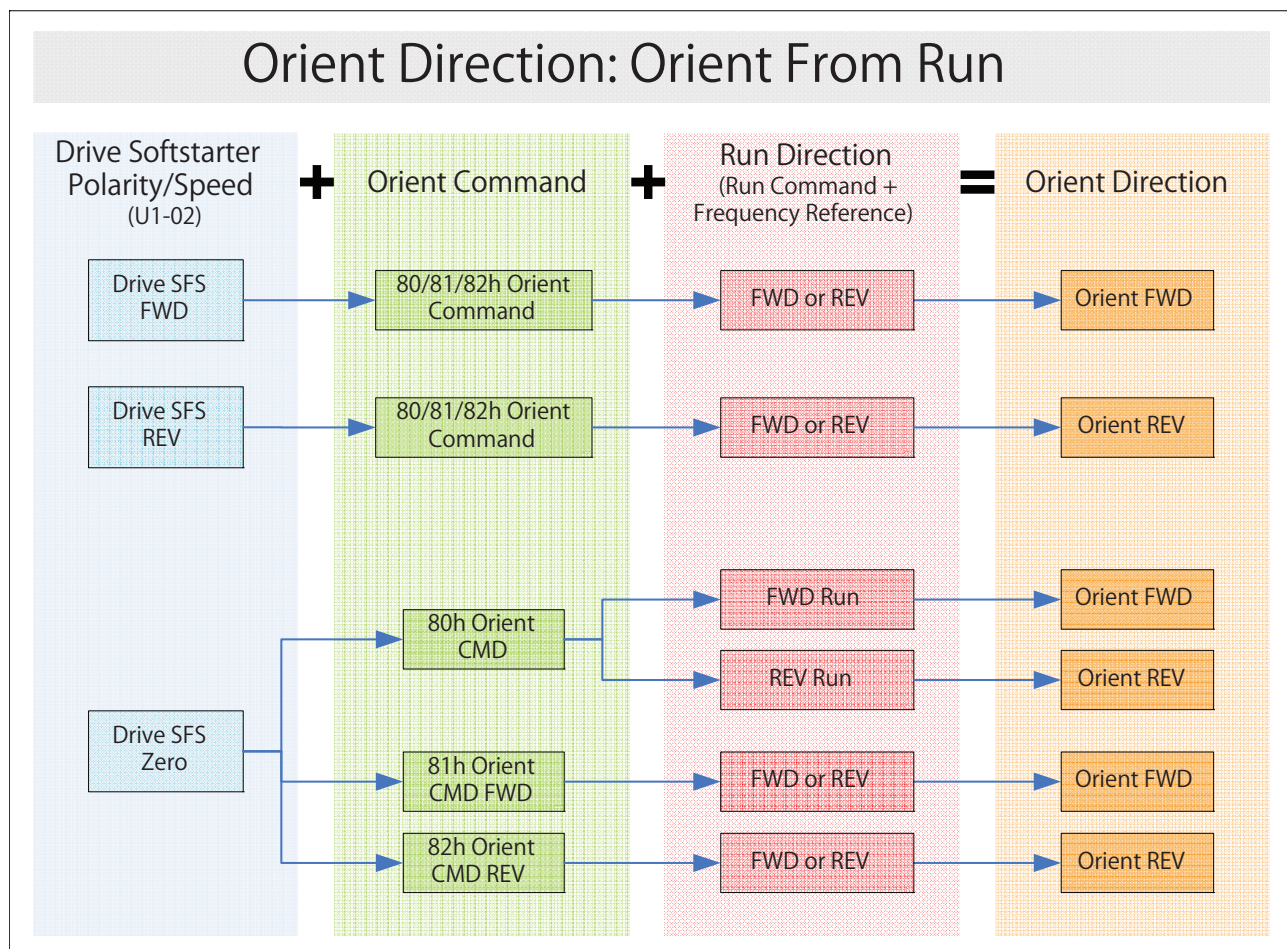 Orient Direction: Orient From Run
Drive Softstarter
Polarity/Speed
(U1-02)
+
Orient Command
+
Run Direction
(Run Command +
Frequency Reference)
=
Orient Direction
Drive SFS
FWD
80/81/82h Orient
Command
FWD or REV
Orient FWD
Drive SFS
REV
80/81/82h Orient
Command
FWD or REV
Orient REV
Drive SFS
Zero
80h Orient
CMD
FWD Run
Orient FWD
REV Run
Orient REV
81h Orient
CMD FWD
FWD or REV
Orient FWD
82h Orient
CMD REV
FWD or REV
Orient REV